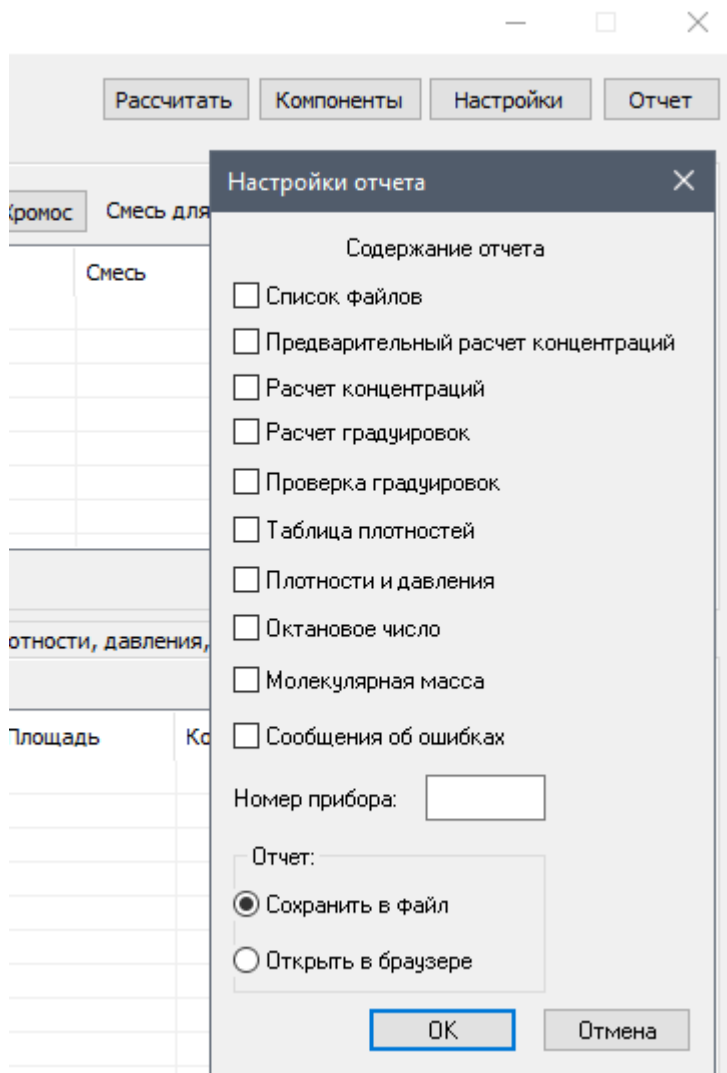 Рассчитать Компоненты Настройки Отчет
Настройки отчета
Хромос Смесь для
Содержание отчета
Смесь
Список файлов
Предварительный расчет концентраций
Расчет концентраций
Расчет градуировок
Проверка градуировок
Таблица плотностей
Плотности и давления
Октановое число
отности, давления,
Молекулярная масса
Площадь Ко
Сообщения об ошибках
Номер прибора:
Отчет:
Сохранить в файл
Открыть в браузере
OK Отмена